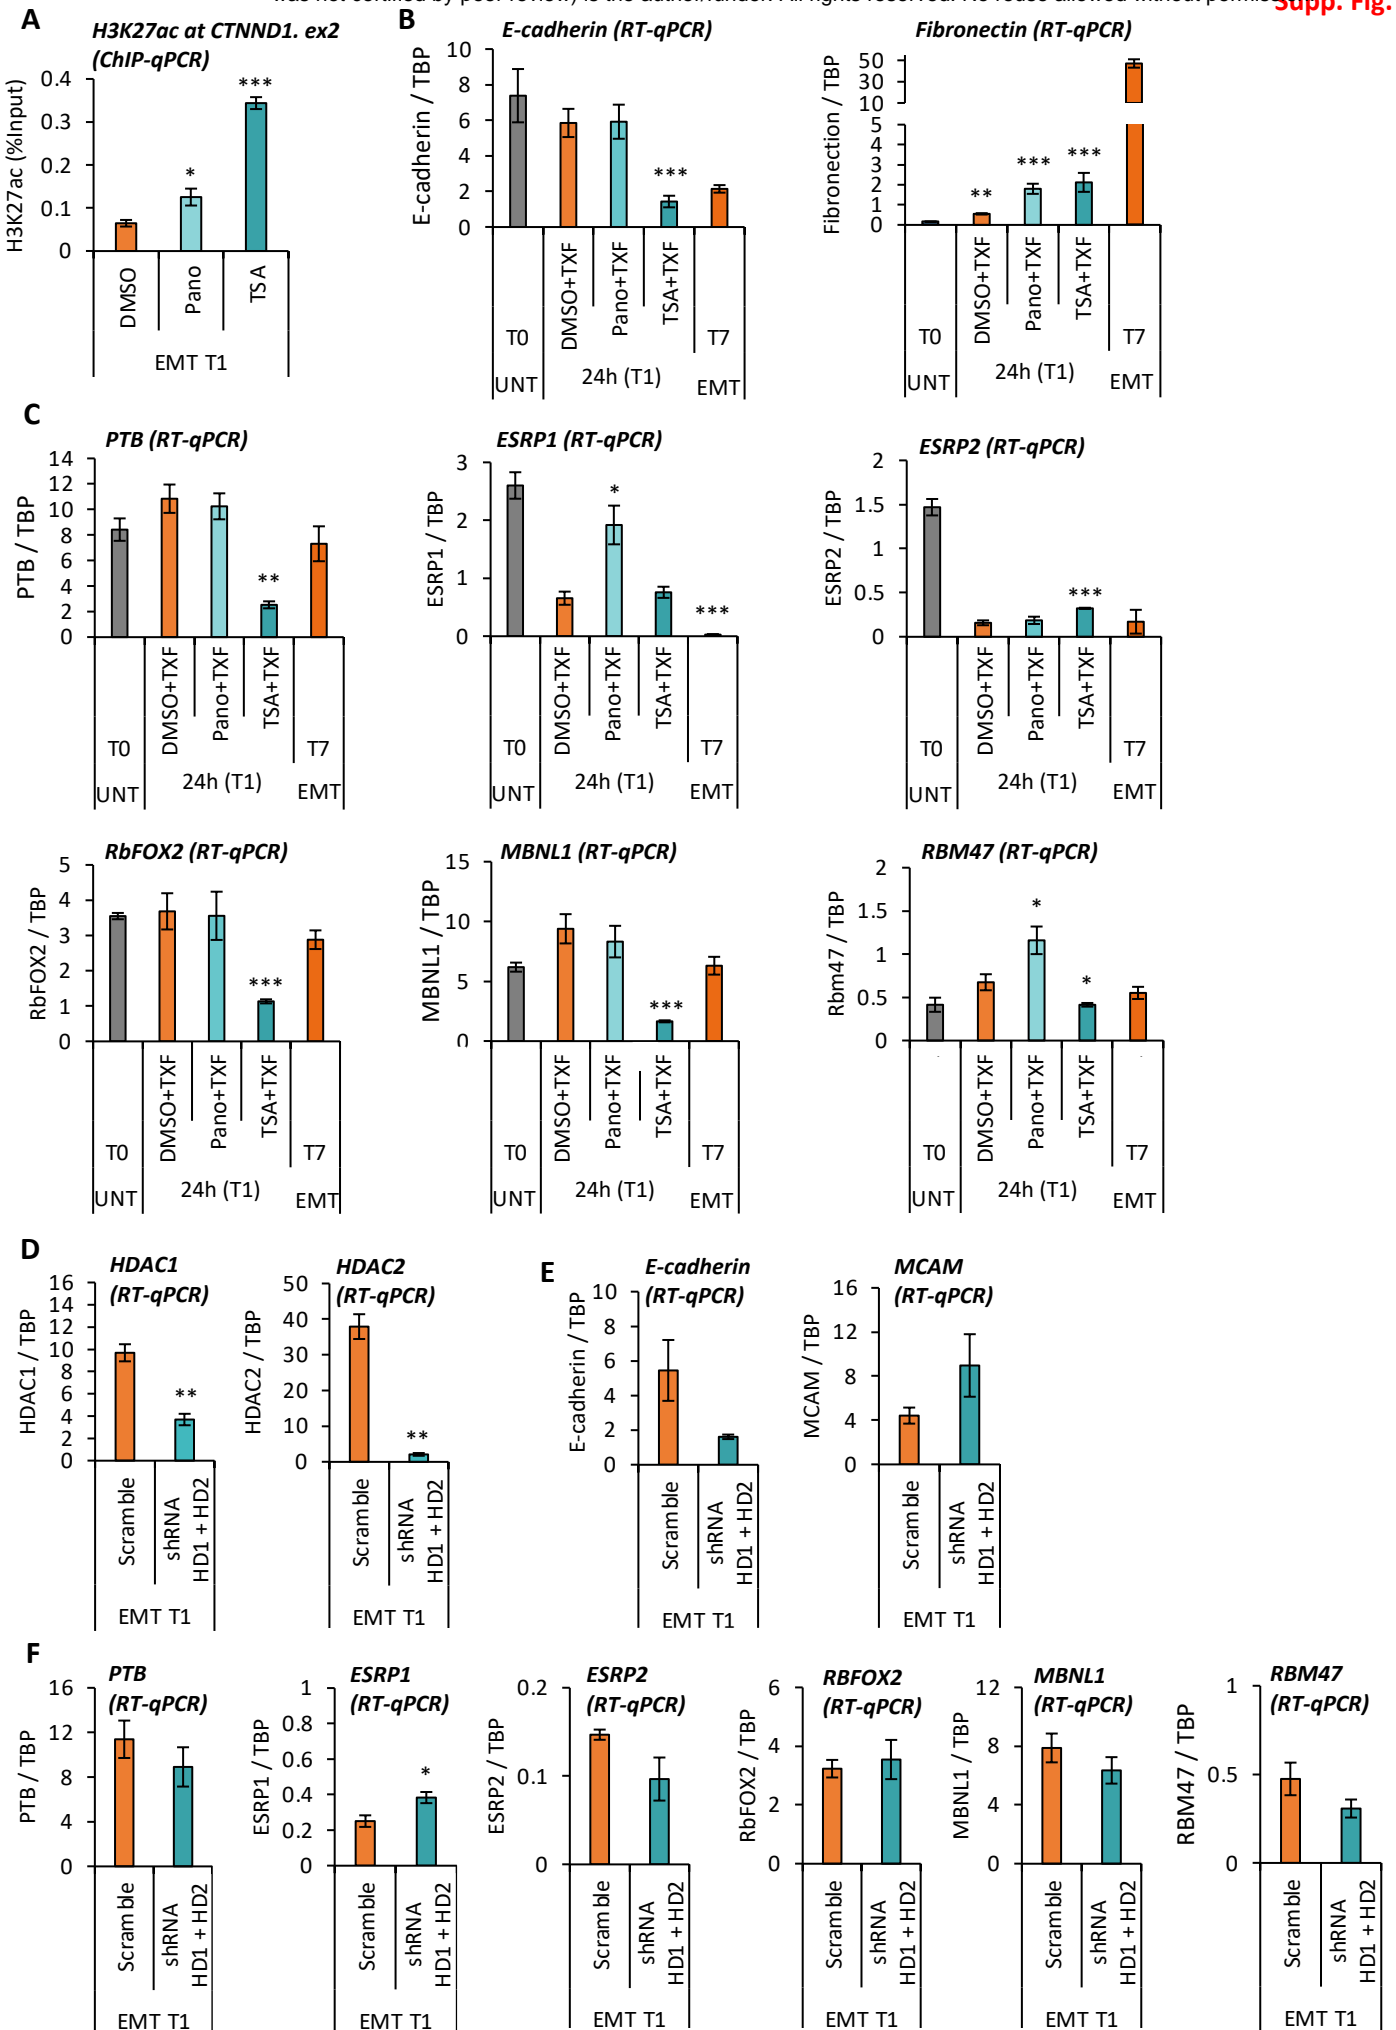 was not certified by peer review) is the author/funder. All rights reserved. No reuse allowed without permission.
Supp. Fig.
A
H3K27ac at CTNND1. ex2
(ChIP-qPCR)
H3K27ac (%Input)
0.4
0.3
0.2
0.1
0
*
***
DMSO
Pano
TSA
EMT T1
B
E-cadherin (RT-qPCR)
E-cadherin / TBP
10
8
6
4
2
0
***
T0
DMSO+TXF
Pano+TXF
TSA+TXF
T7
UNT
24h (T1)
EMT
Fibronectin (RT-qPCR)
Fibronection / TBP
50
30
10
5
4
3
2
1
0
**
***
***
T0
DMSO+TXF
Pano+TXF
TSA+TXF
T7
UNT
24h (T1)
EMT
C
PTB (RT-qPCR)
PTB / TBP
14
12
10
8
6
4
2
0
**
T0
DMSO+TXF
Pano+TXF
TSA+TXF
T7
UNT
24h (T1)
EMT
ESRP1 (RT-qPCR)
ESRP1 / TBP
3
2
1
0
*
***
T0
DMSO+TXF
Pano+TXF
TSA+TXF
T7
UNT
24h (T1)
EMT
ESRP2 (RT-qPCR)
ESRP2 / TBP
2
1.5
1
0.5
0
***
T0
DMSO+TXF
Pano+TXF
TSA+TXF
T7
UNT
24h (T1)
EMT
RbFOX2 (RT-qPCR)
RbFOX2 / TBP
5
4
3
2
1
0
***
T0
DMSO+TXF
Pano+TXF
TSA+TXF
T7
UNT
24h (T1)
EMT
MBNL1 (RT-qPCR)
MBNL1 / TBP
15
10
5
0
***
T0
DMSO+TXF
Pano+TXF
TSA+TXF
T7
UNT
24h (T1)
EMT
RBM47 (RT-qPCR)
Rbm47 / TBP
2
1.5
1
0.5
0
*
*
T0
DMSO+TXF
Pano+TXF
TSA+TXF
T7
UNT
24h (T1)
EMT
D
HDAC1
(RT-qPCR)
HDAC1 / TBP
16
14
12
10
8
6
4
2
0
**
Scramble
shRNA
HD1 + HD2
EMT T1
HDAC2
(RT-qPCR)
HDAC2 / TBP
50
40
30
20
10
0
**
Scramble
shRNA
HD1 + HD2
EMT T1
E
E-cadherin
(RT-qPCR)
E-cadherin / TBP
10
8
6
4
2
0
Scramble
shRNA
HD1 + HD2
EMT T1
MCAM
(RT-qPCR)
MCAM / TBP
16
12
8
4
0
Scramble
shRNA
HD1 + HD2
EMT T1
F
PTB
(RT-qPCR)
PTB / TBP
16
12
8
4
0
Scramble
shRNA
HD1 + HD2
EMT T1
ESRP1
(RT-qPCR)
ESRP1 / TBP
1
0.8
0.6
0.4
0.2
0
*
Scramble
shRNA
HD1 + HD2
EMT T1
ESRP2
(RT-qPCR)
ESRP2 / TBP
0.2
0.1
0
Scramble
shRNA
HD1 + HD2
EMT T1
RBFOX2
(RT-qPCR)
RbFOX2 / TBP
6
4
2
0
Scramble
shRNA
HD1 + HD2
EMT T1
MBNL1
(RT-qPCR)
MBNL1 / TBP
12
8
4
0
Scramble
shRNA
HD1 + HD2
EMT T1
RBM47
(RT-qPCR)
RBM47 / TBP
1
0.5
0
Scramble
shRNA
HD1 + HD2
EMT T1